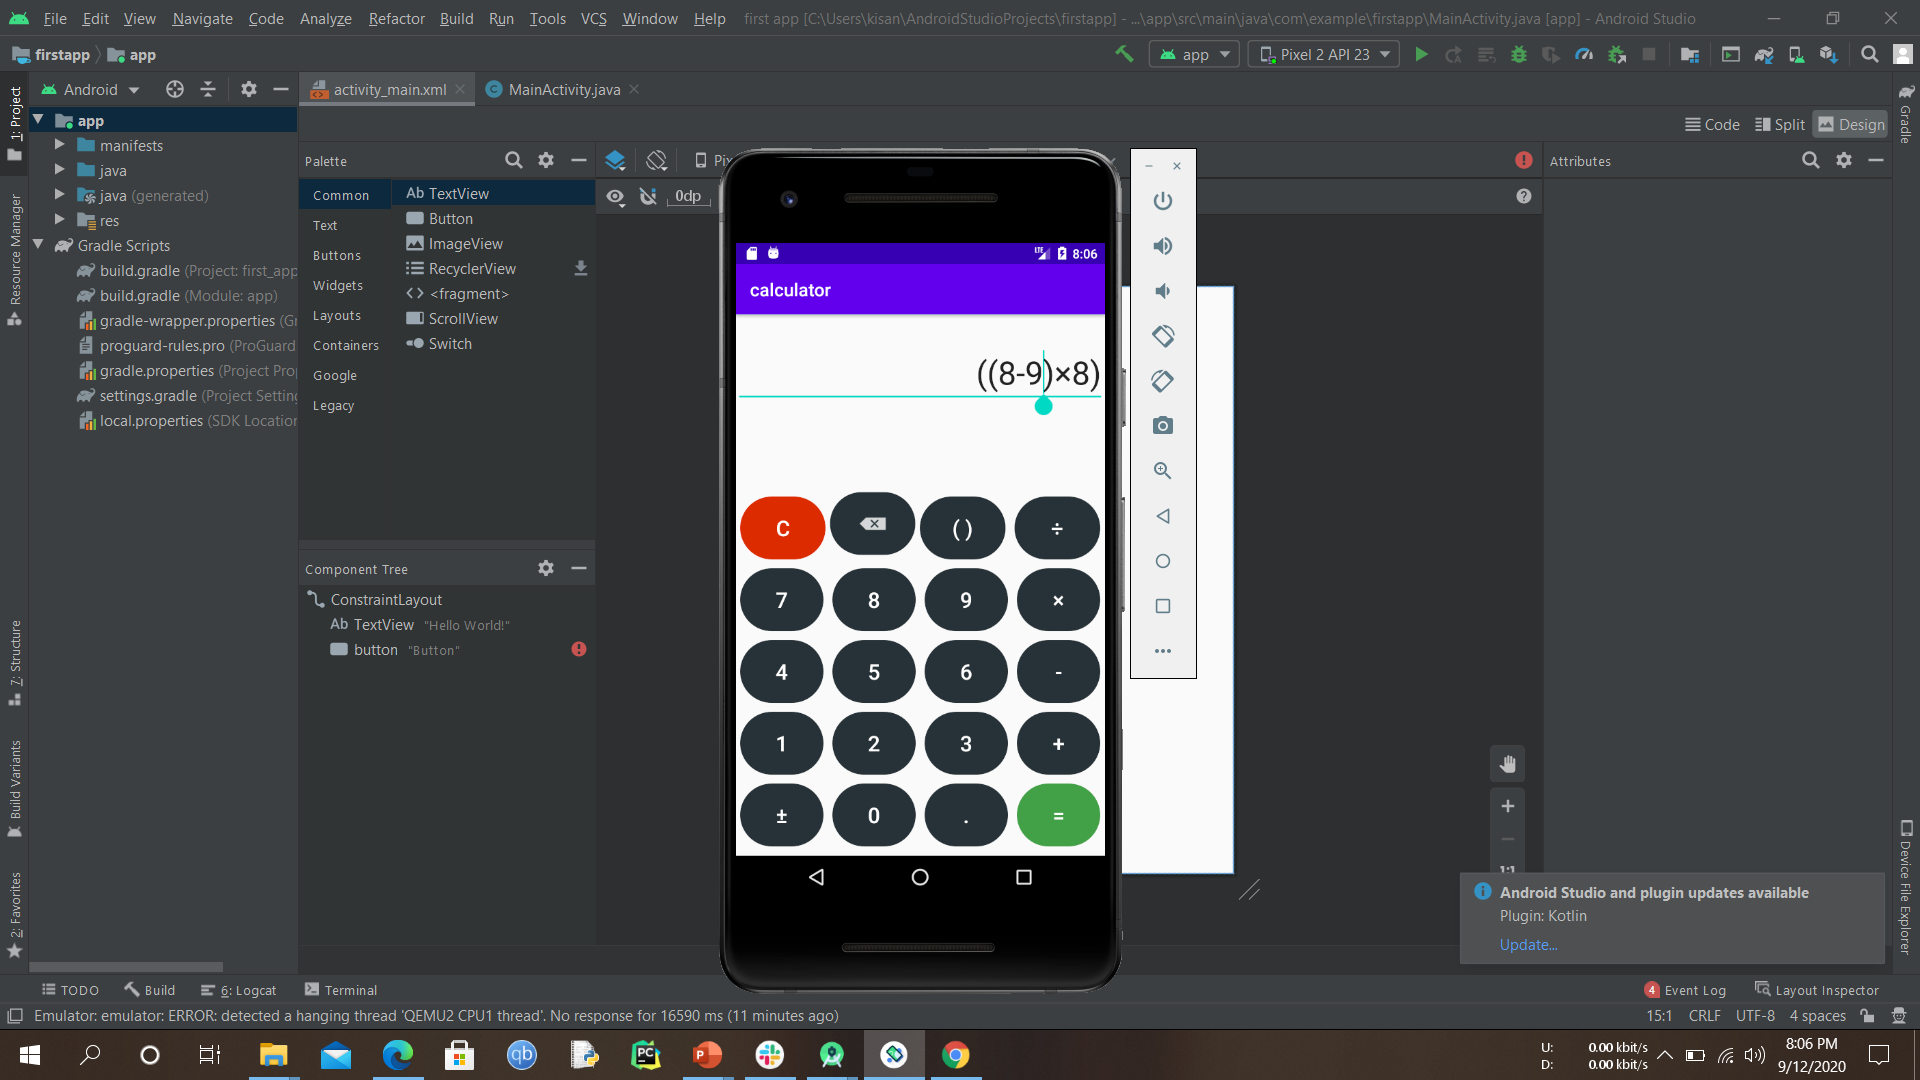 File Edit View Navigate Code Analyze Refactor Build Run Tools VCS Window Help first app [C:\Users\kisan\AndroidStudioProjects\firstapp] - ...\app\src\main\java\com\example\firstapp\MainActivity.java [app] - Android Studio
firstapp app
app Pixel 2 API 23
Android
activity_main.xml MainActivity.java
Code Split Design
1: Project
Resource Manager
7: Structure
Build Variants
2: Favorites
app
manifests
java
java (generated)
res
Gradle Scripts
build.gradle (Project: first_app
build.gradle (Module: app)
gradle-wrapper.properties (Gr
proguard-rules.pro (ProGuard
gradle.properties (Project Prop
settings.gradle (Project Setting
local.properties (SDK Location
Palette
Common
Text
Buttons
Widgets
Layouts
Containers
Google
Legacy
Ab TextView
Button
ImageView
RecyclerView
<fragment>
ScrollView
Switch
Component Tree
ConstraintLayout
Ab TextView "Hello World!"
button "Button"
0dp
LTE 8:06
calculator
((8-9)×8)
C ( ) ÷
7 8 9 ×
4 5 6 -
1 2 3 +
± 0 . =
Attributes
Gradle
Device File Explorer
Android Studio and plugin updates available
Plugin: Kotlin
Update...
TODO Build 6: Logcat Terminal
4 Event Log Layout Inspector
Emulator: emulator: ERROR: detected a hanging thread 'QEMU2 CPU1 thread'. No response for 16590 ms (11 minutes ago)
15:1 CRLF UTF-8 4 spaces
qb
PC
P
U: 0.00 kbit/s
D: 0.00 kbit/s
8:06 PM
9/12/2020